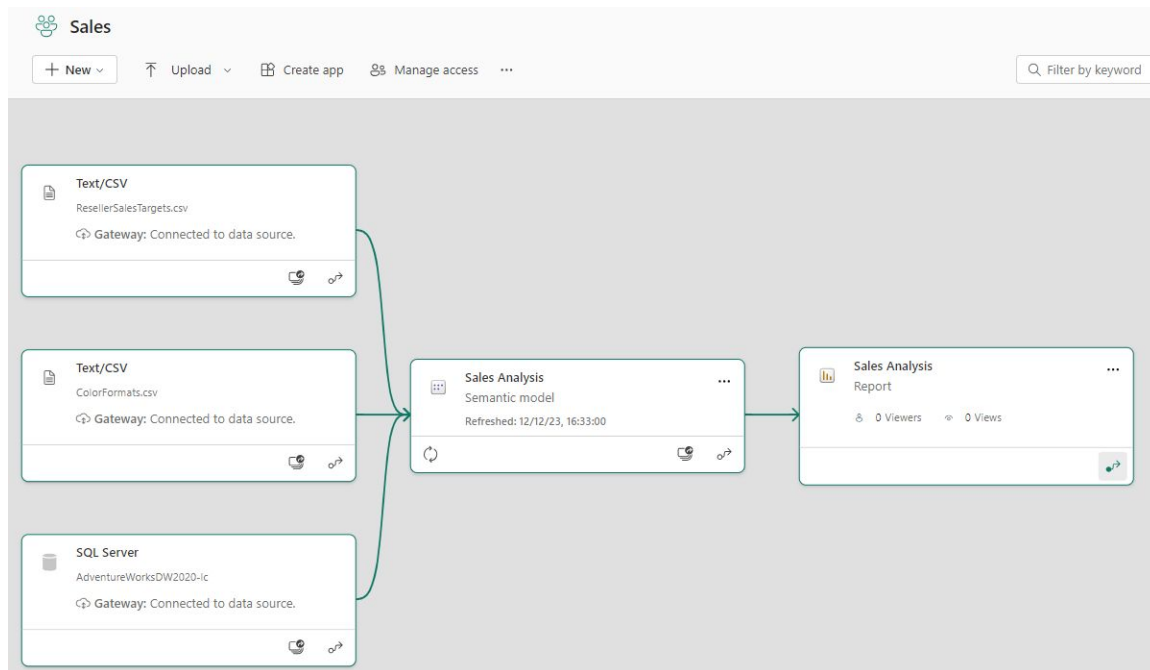 Sales
New
Upload
Create app
Manage access
Filter by keyword
Text/CSV
ResellerSalesTargets.csv
Gateway: Connected to data source.
Text/CSV
ColorFormats.csv
Gateway: Connected to data source.
SQL Server
AdventureWorksDW2020-lc
Gateway: Connected to data source.
Sales Analysis
Semantic model
Refreshed: 12/12/23, 16:33:00
Sales Analysis
Report
0 Viewers 0 Views